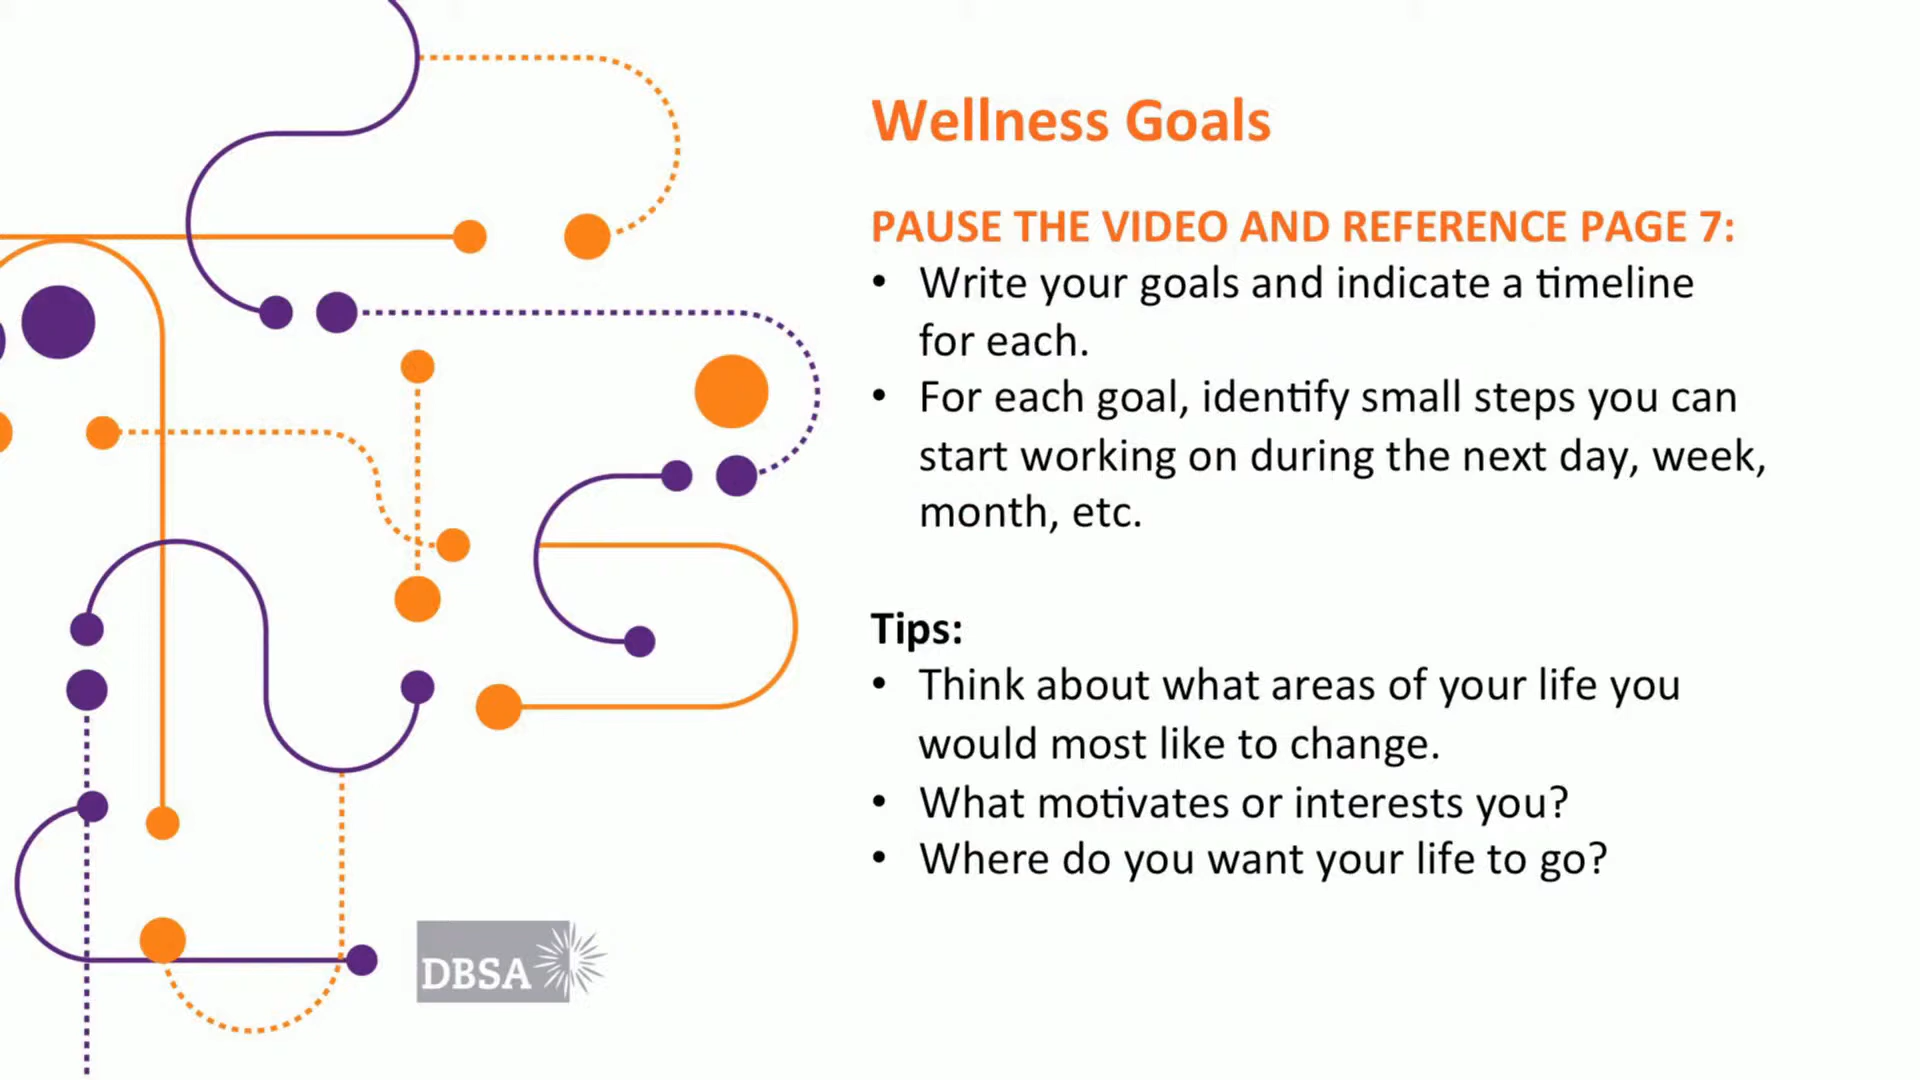 Wellness Goals
PAUSE THE VIDEO AND REFERENCE PAGE 7:
• Write your goals and indicate a timeline
for each.
• For each goal, identify small steps you can
start working on during the next day, week,
month, etc.
Tips:
• Think about what areas of your life you
would most like to change.
• What motivates or interests you?
• Where do you want your life to go?
DBSA